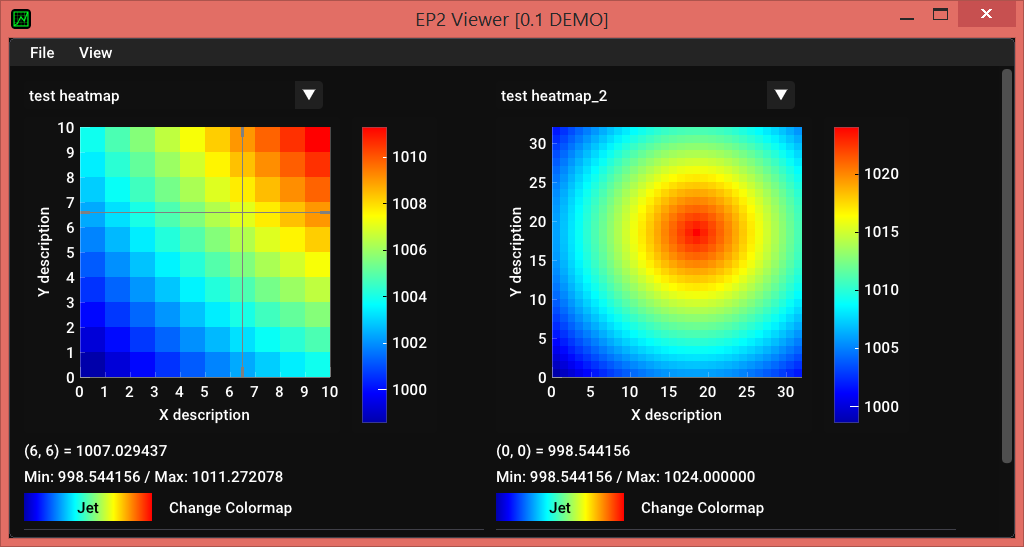 EP2 Viewer [0.1 DEMO]
File View
test heatmap
10
9
8
7
6
5
4
3
2
1
0
Y description
0 1 2 3 4 5 6 7 8 9 10
X description
1010
1008
1006
1004
1002
1000
(6, 6) = 1007.029437
Min: 998.544156 / Max: 1011.272078
Jet Change Colormap
test heatmap_2
30
25
20
15
10
5
0
Y description
0 5 10 15 20 25 30
X description
1020
1015
1010
1005
1000
(0, 0) = 998.544156
Min: 998.544156 / Max: 1024.000000
Jet Change Colormap